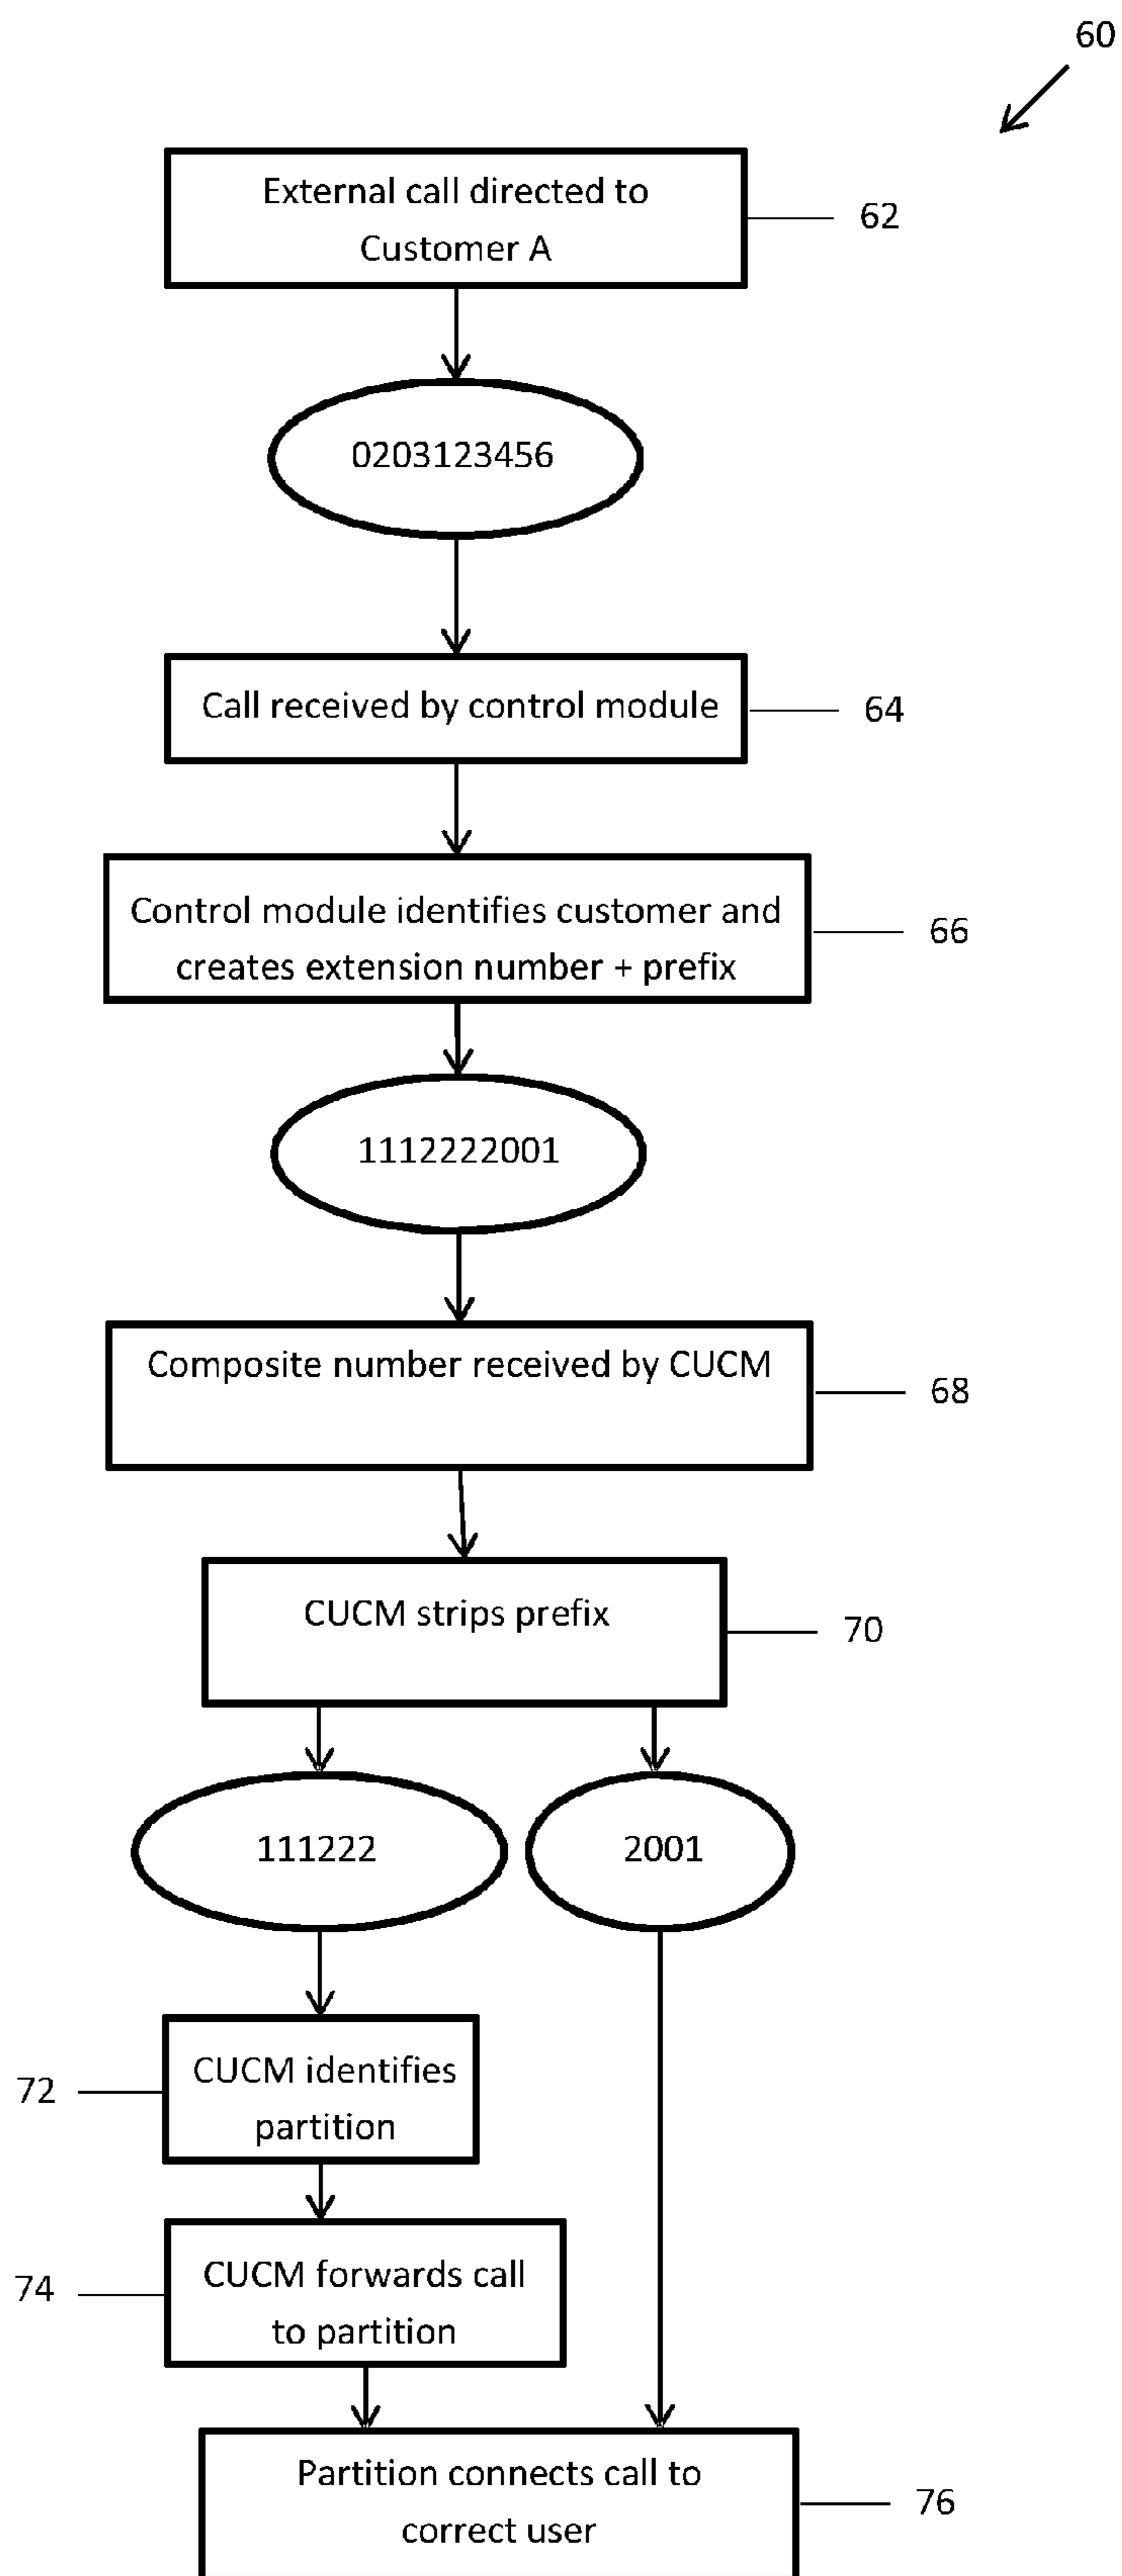 60
External call directed to
Customer A
62
0203123456
Call received by control module
64
Control module identifies customer and
creates extension number + prefix
66
1112222001
Composite number received by CUCM
68
CUCM strips prefix
70
111222
2001
CUCM identifies
partition
72
CUCM forwards call
to partition
74
Partition connects call to
correct user
76